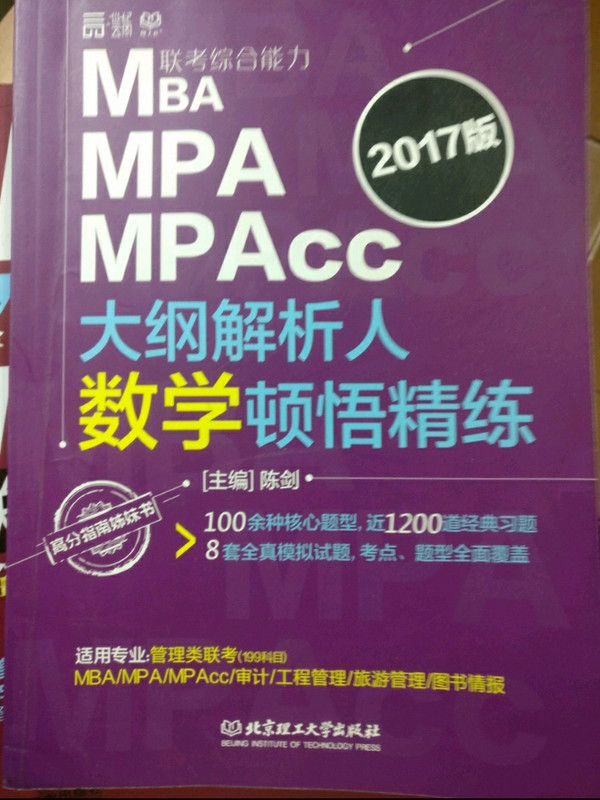 联考综合能力
MBA
MPA
MPAcc
2017版
大纲解析人
数学顿悟精练
[主编]陈剑
高分指南姊妹书
100余种核心题型,近1200道经典习题
8套全真模拟试题,考点、题型全面覆盖
适用专业:管理类联考(199科目)
MBA/MPA/MPAcc/审计/工程管理/旅游管理/图书情报
北京理工大学出版社
BEIJING INSTITUTE OF TECHNOLOGY PRESS